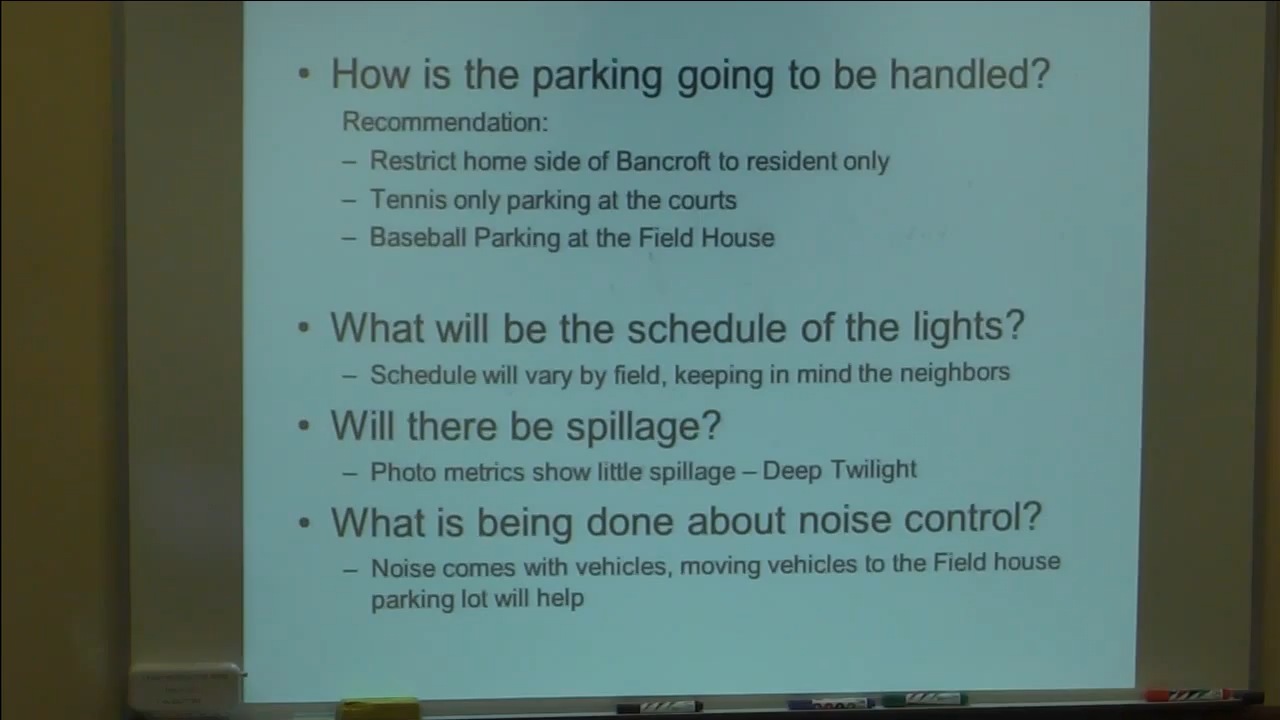 • How is the parking going to be handled?
Recommendation:
– Restrict home side of Bancroft to resident only
– Tennis only parking at the courts
– Baseball Parking at the Field House
• What will be the schedule of the lights?
– Schedule will vary by field, keeping in mind the neighbors
• Will there be spillage?
– Photo metrics show little spillage – Deep Twilight
• What is being done about noise control?
– Noise comes with vehicles, moving vehicles to the Field house
parking lot will help